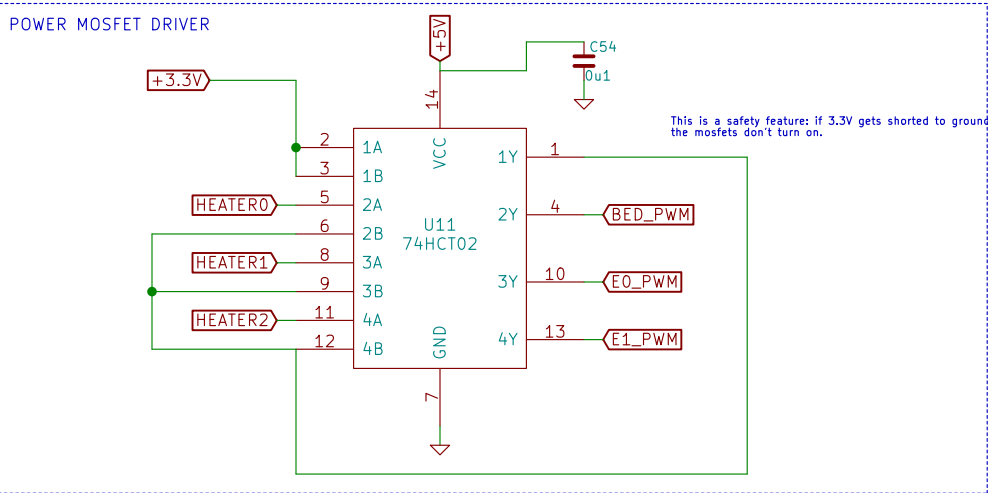 POWER MOSFET DRIVER
+5V
C54
0u1
+3.3V
14
This is a safety feature: if 3.3V gets shorted to ground
the mosfets don't turn on.
2 1A VCC 1Y 1
3 1B
HEATER0 5 2A
6 2B 2Y 4 BED_PWM
U11
74HCT02
HEATER1 8 3A
9 3B 3Y 10 E0_PWM
HEATER2 11 4A
12 4B GND 4Y 13 E1_PWM
7